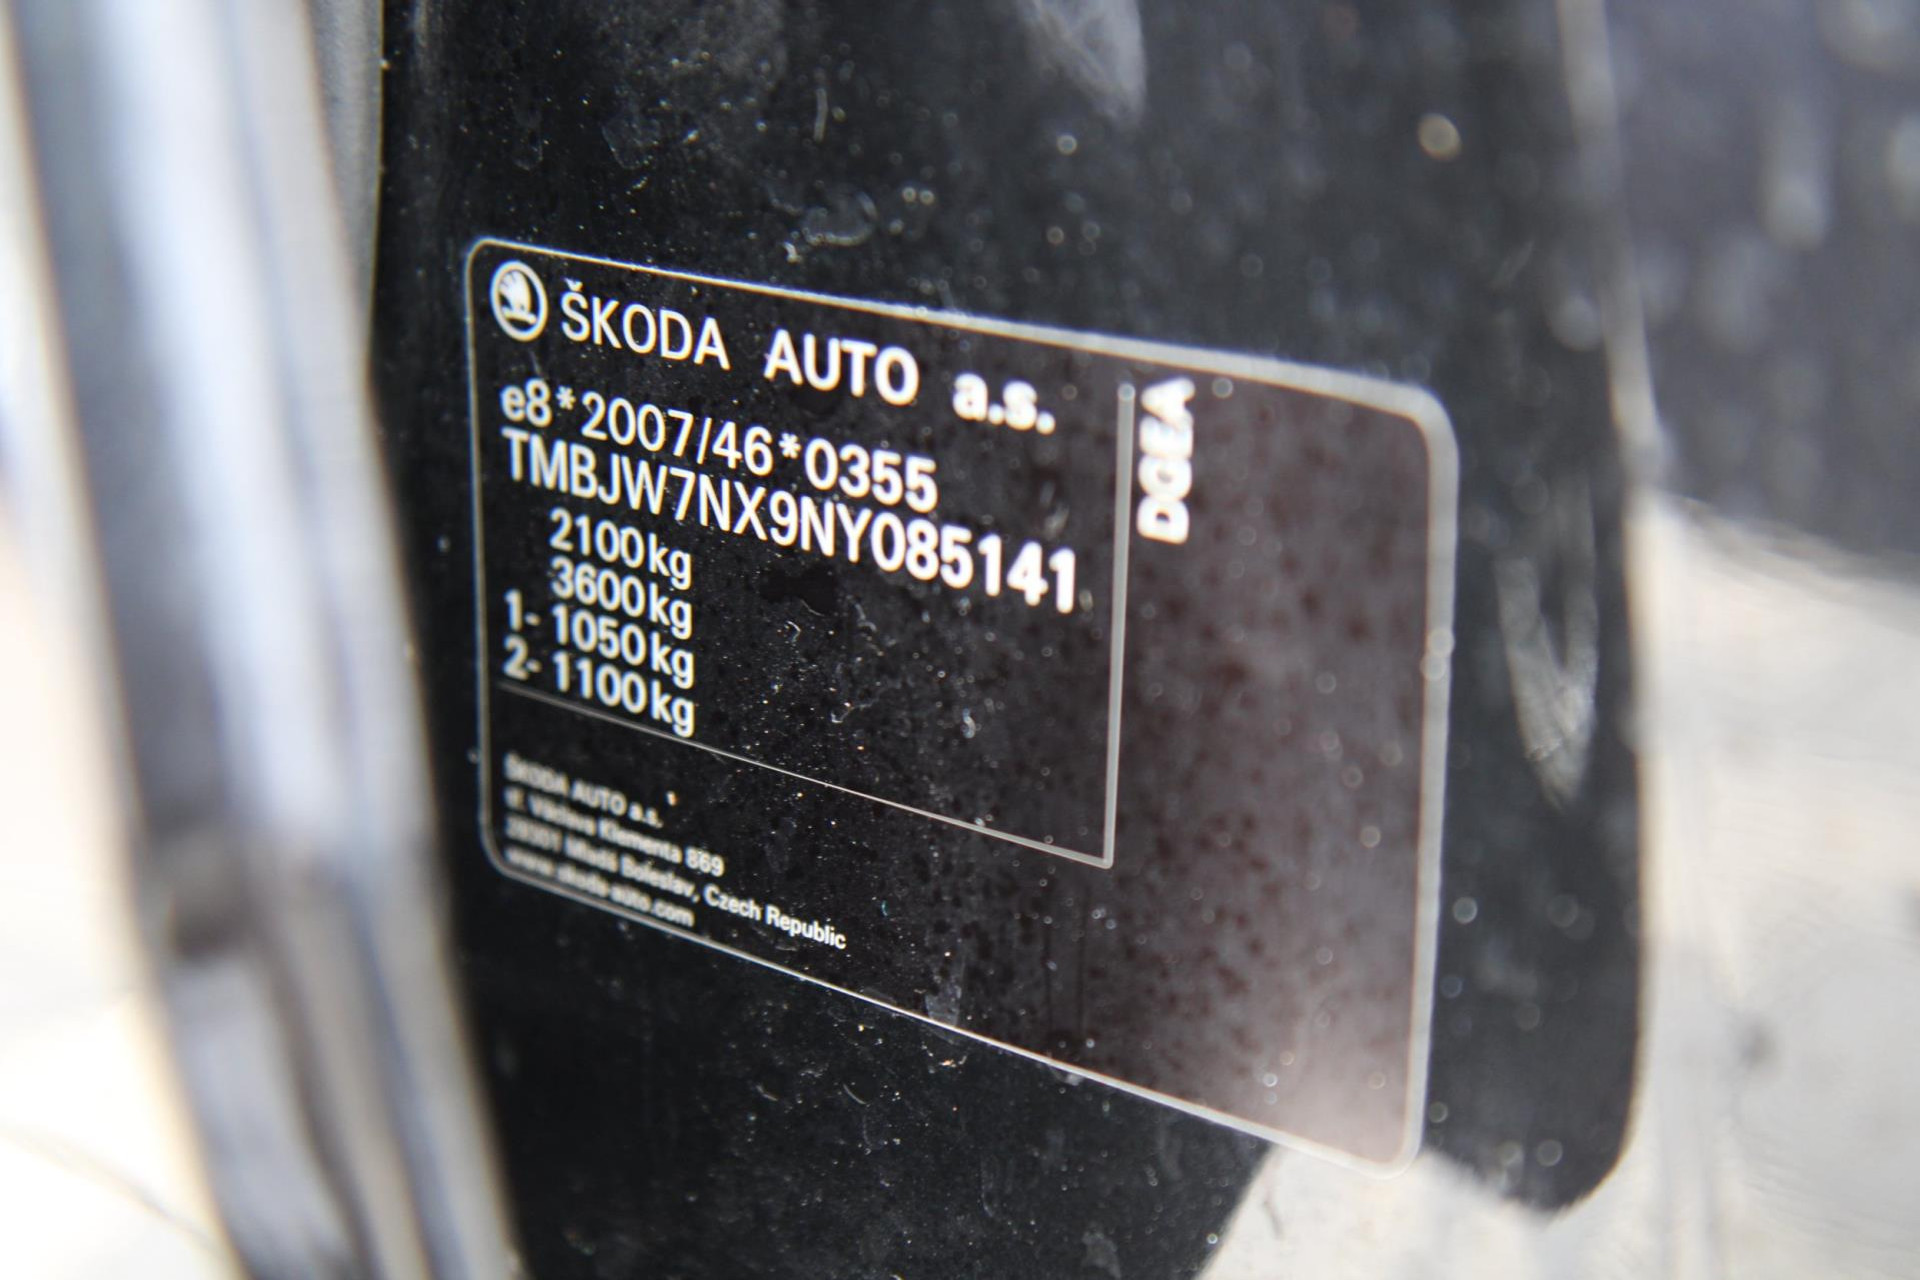 ŠKODA AUTO a.s.
e8*2007/46*0355
TMBJW7NX9NY085141
2100kg
3600kg
1- 1050kg
2- 1100kg
DGEA
ŠKODA AUTO a.s.
tř. Václava Klementa 869
29301 Mladá Boleslav, Czech Republic
www.skoda-auto.com